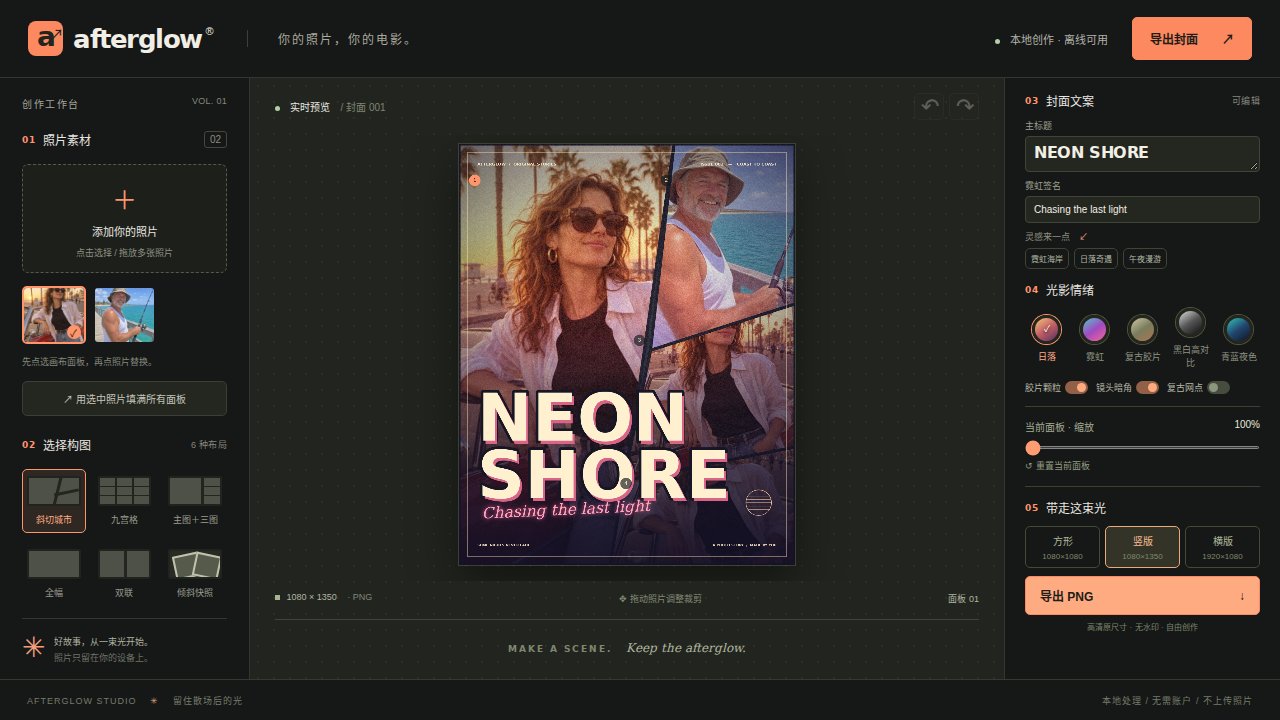 afterglow®
你的照片，你的电影。
本地创作 · 离线可用
导出封面 ↗
创作工作台 VOL. 01
01 照片素材 02
添加你的照片
点击选择 / 拖放多张照片
先点选画布面板，再点照片替换。
↗ 用选中照片填满所有面板
02 选择构图 6 种布局
斜切城市 九宫格 主图＋三图
全幅 双联 倾斜快照
好故事，从一束光开始。
照片只留在你的设备上。
实时预览 / 封面 001
NEON
SHORE
Chasing the last light
1080 × 1350 · PNG
✥ 拖动照片调整裁剪
面板 01
MAKE A SCENE. Keep the afterglow.
03 封面文案 可编辑
主标题
NEON SHORE
霓虹签名
Chasing the last light
灵感来一点 ↙
霓虹海岸 日落奇遇 午夜漫游
04 光影情绪
日落 霓虹 复古胶片 黑白高对比 青蓝夜色
胶片颗粒 镜头暗角 复古网点
当前面板 · 缩放 100%
↺ 重置当前面板
05 带走这束光
方形 竖版 横版
1080×1080 1080×1350 1920×1080
导出 PNG ↓
高清原尺寸 · 无水印 · 自由创作
AFTERGLOW STUDIO ✳ 留住散场后的光
本地处理 / 无需账户 / 不上传照片